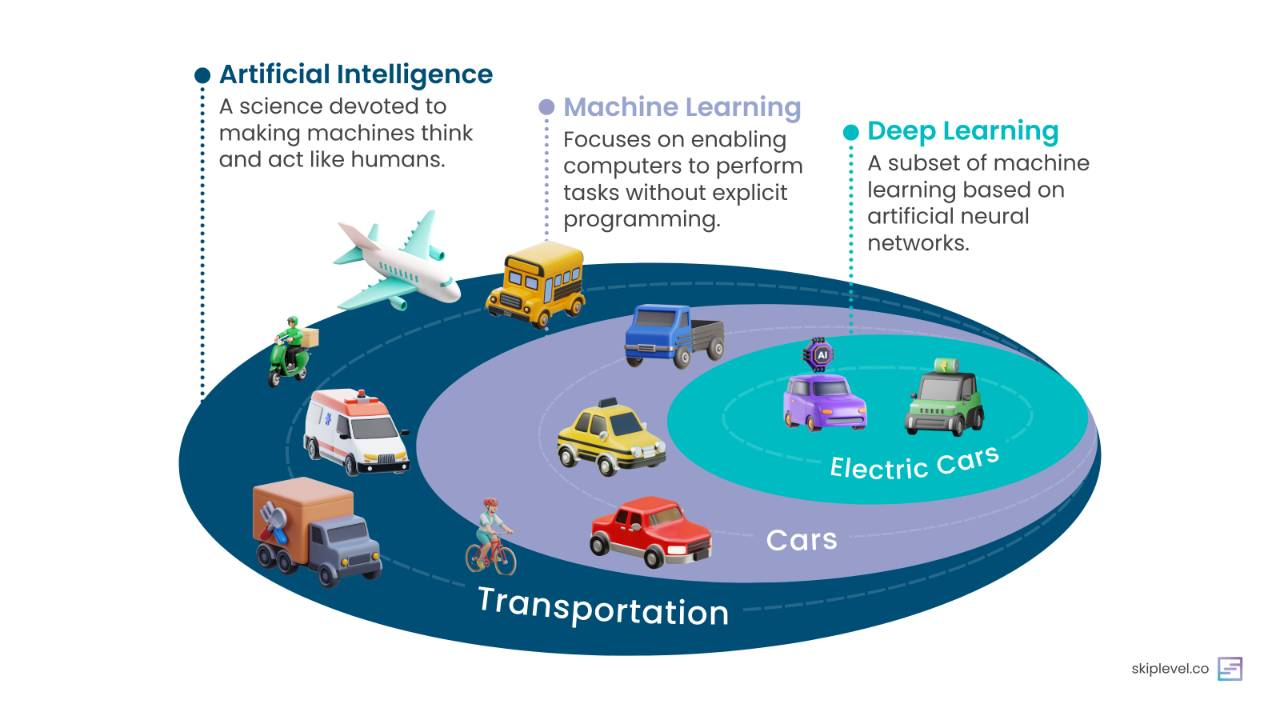 Artificial Intelligence
A science devoted to
making machines think
and act like humans.
Machine Learning
Focuses on enabling
computers to perform
tasks without explicit
programming.
Deep Learning
A subset of machine
learning based on
artificial neural
networks.
AI
Electric Cars
Cars
Transportation
skiplevel.co